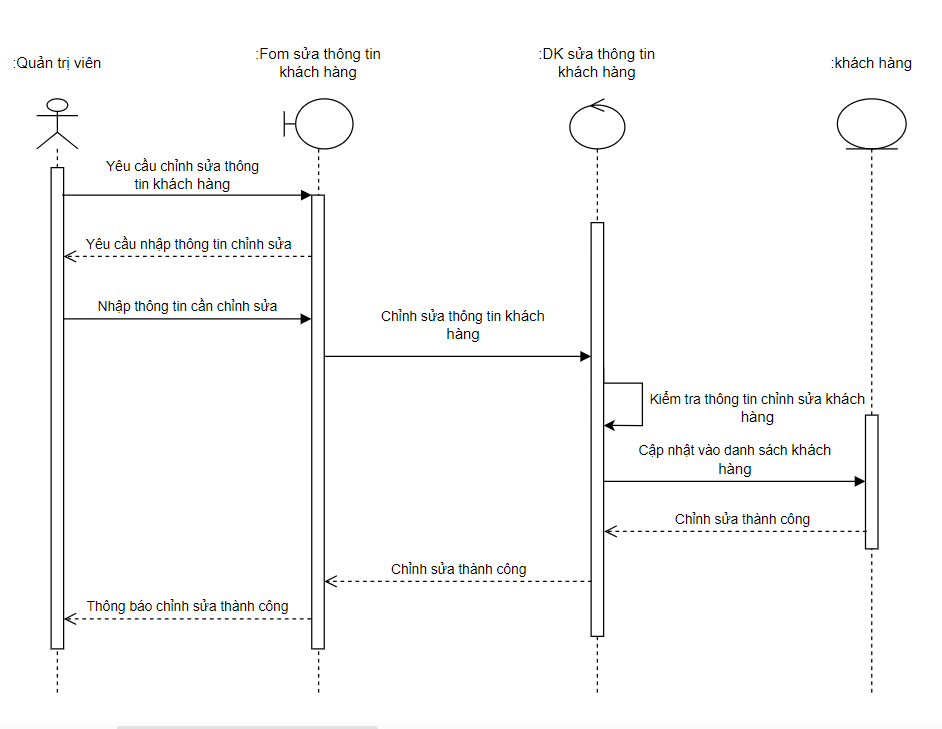 :Quản trị viên
:Fom sửa thông tin
khách hàng
:DK sửa thông tin
khách hàng
:khách hàng
Yêu cầu chỉnh sửa thông
tin khách hàng
Yêu cầu nhập thông tin chỉnh sửa
Nhập thông tin cần chỉnh sửa
Chỉnh sửa thông tin khách
hàng
Kiểm tra thông tin chỉnh sửa khách
hàng
Cập nhật vào danh sách khách
hàng
Chỉnh sửa thành công
Chỉnh sửa thành công
Thông báo chỉnh sửa thành công